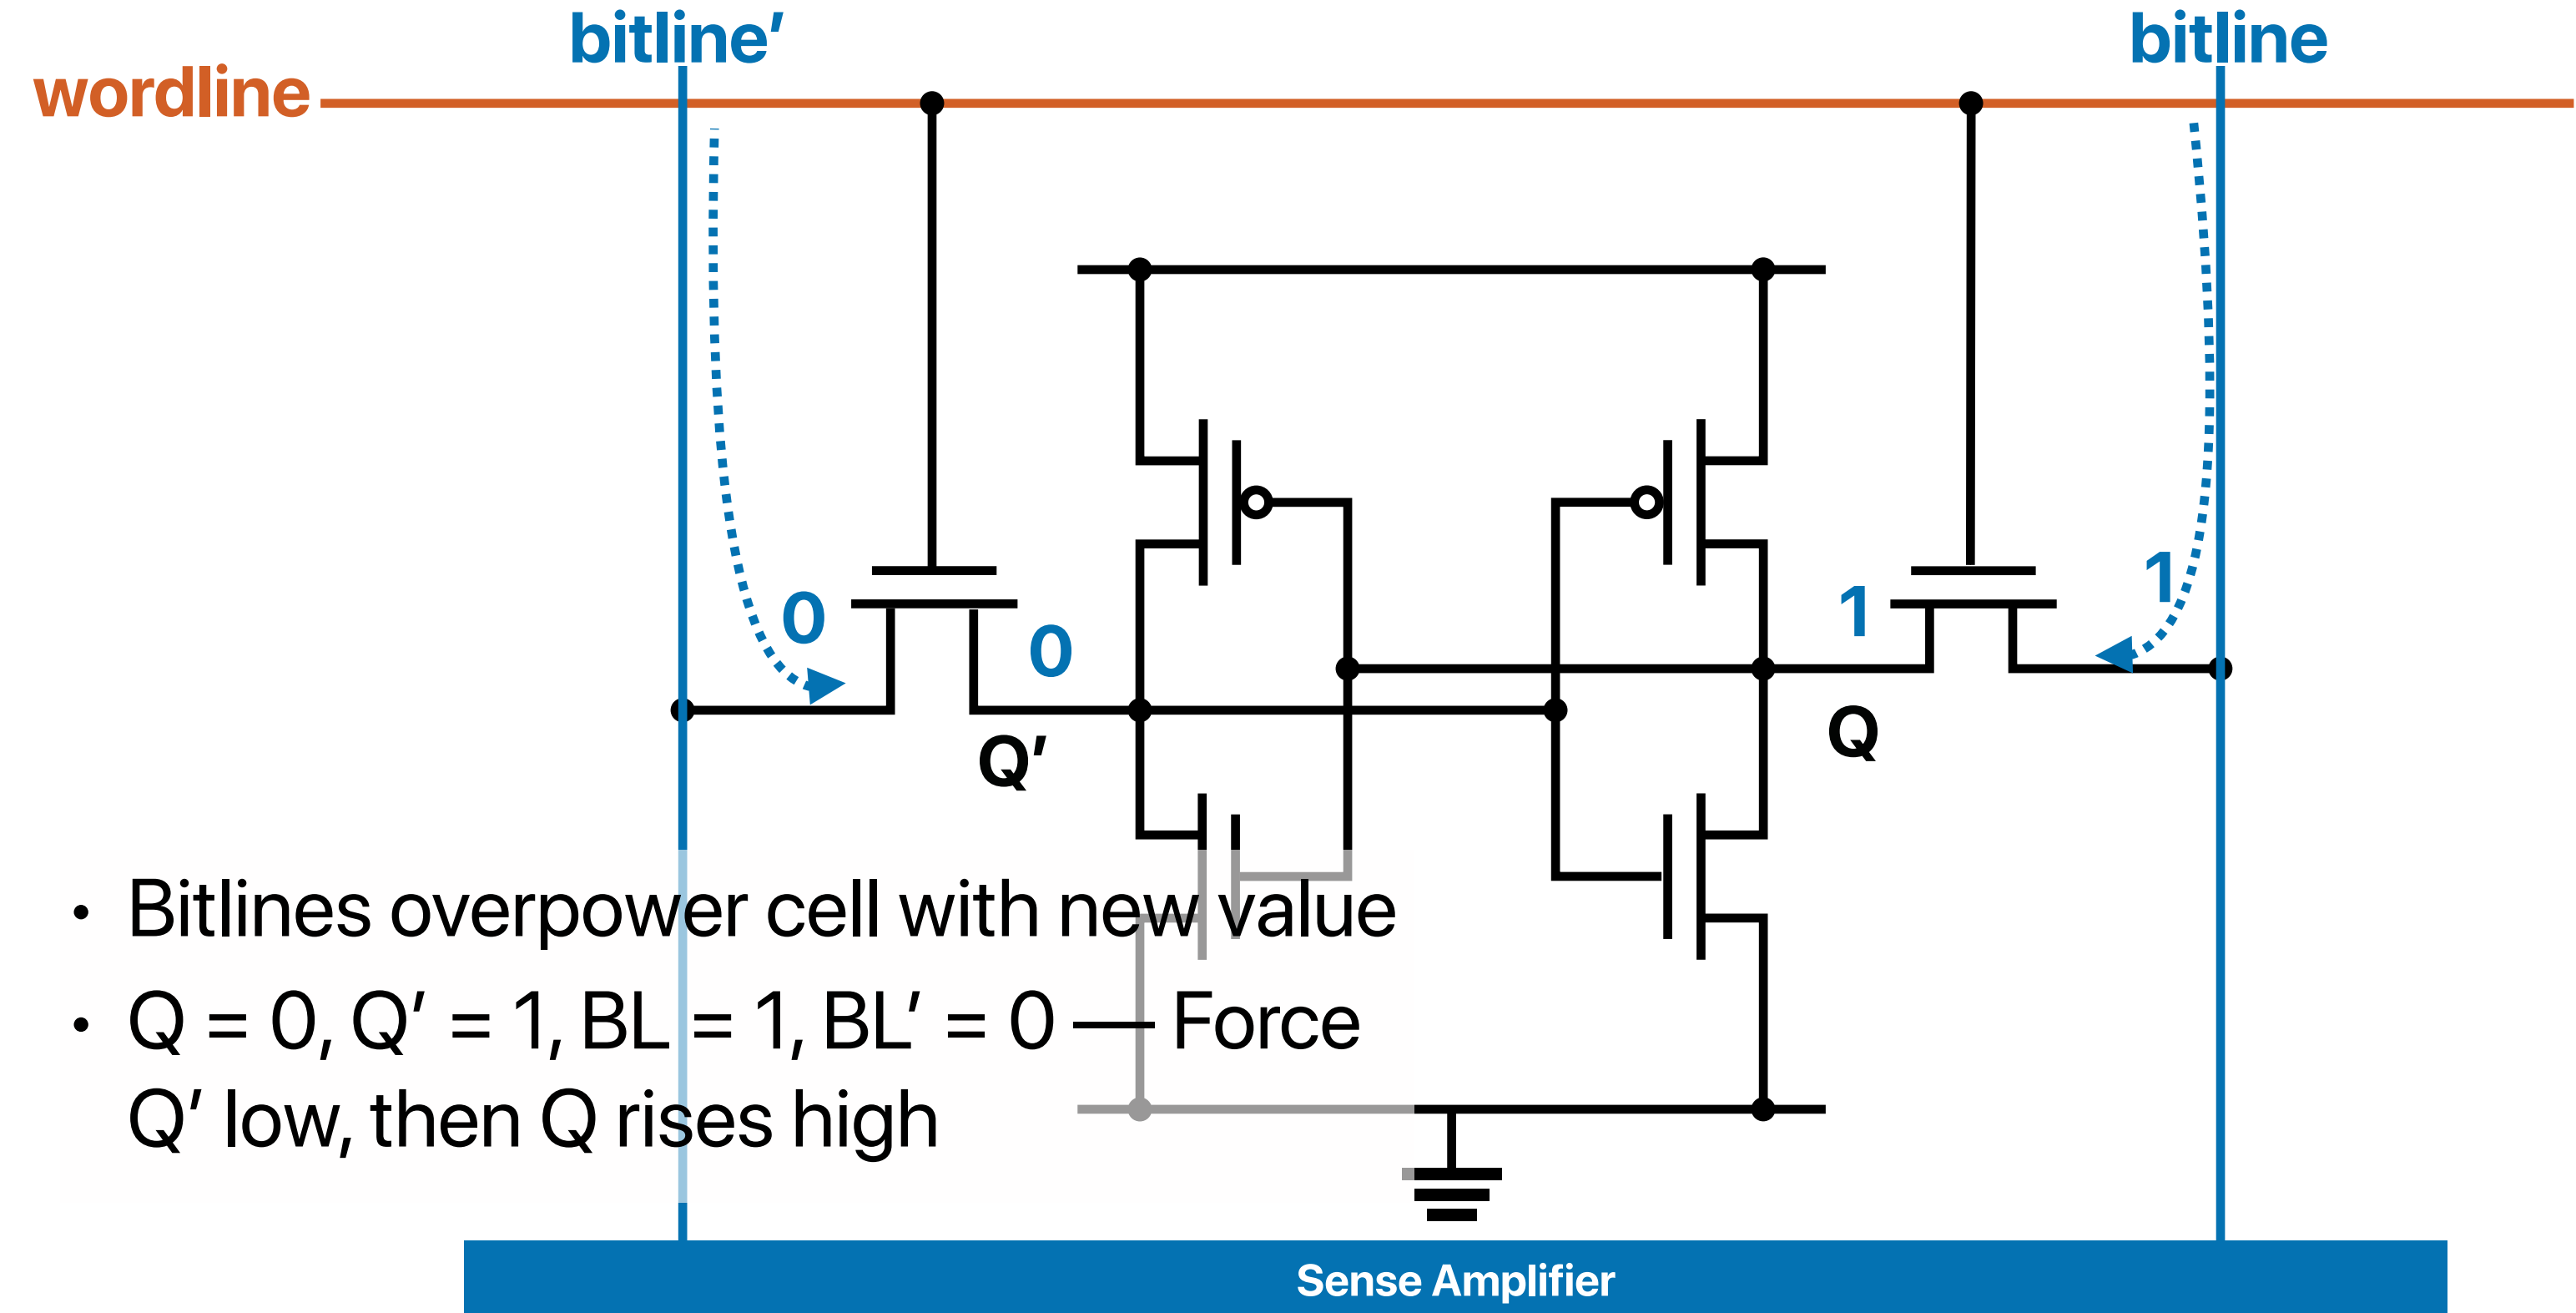 bitline’
bitline
wordline
0
0
1
1
Q’
Q
• Bitlines overpower cell with new value
• Q = 0, Q’ = 1, BL = 1, BL’ = 0 — Force
Q’ low, then Q rises high
Sense Amplifier